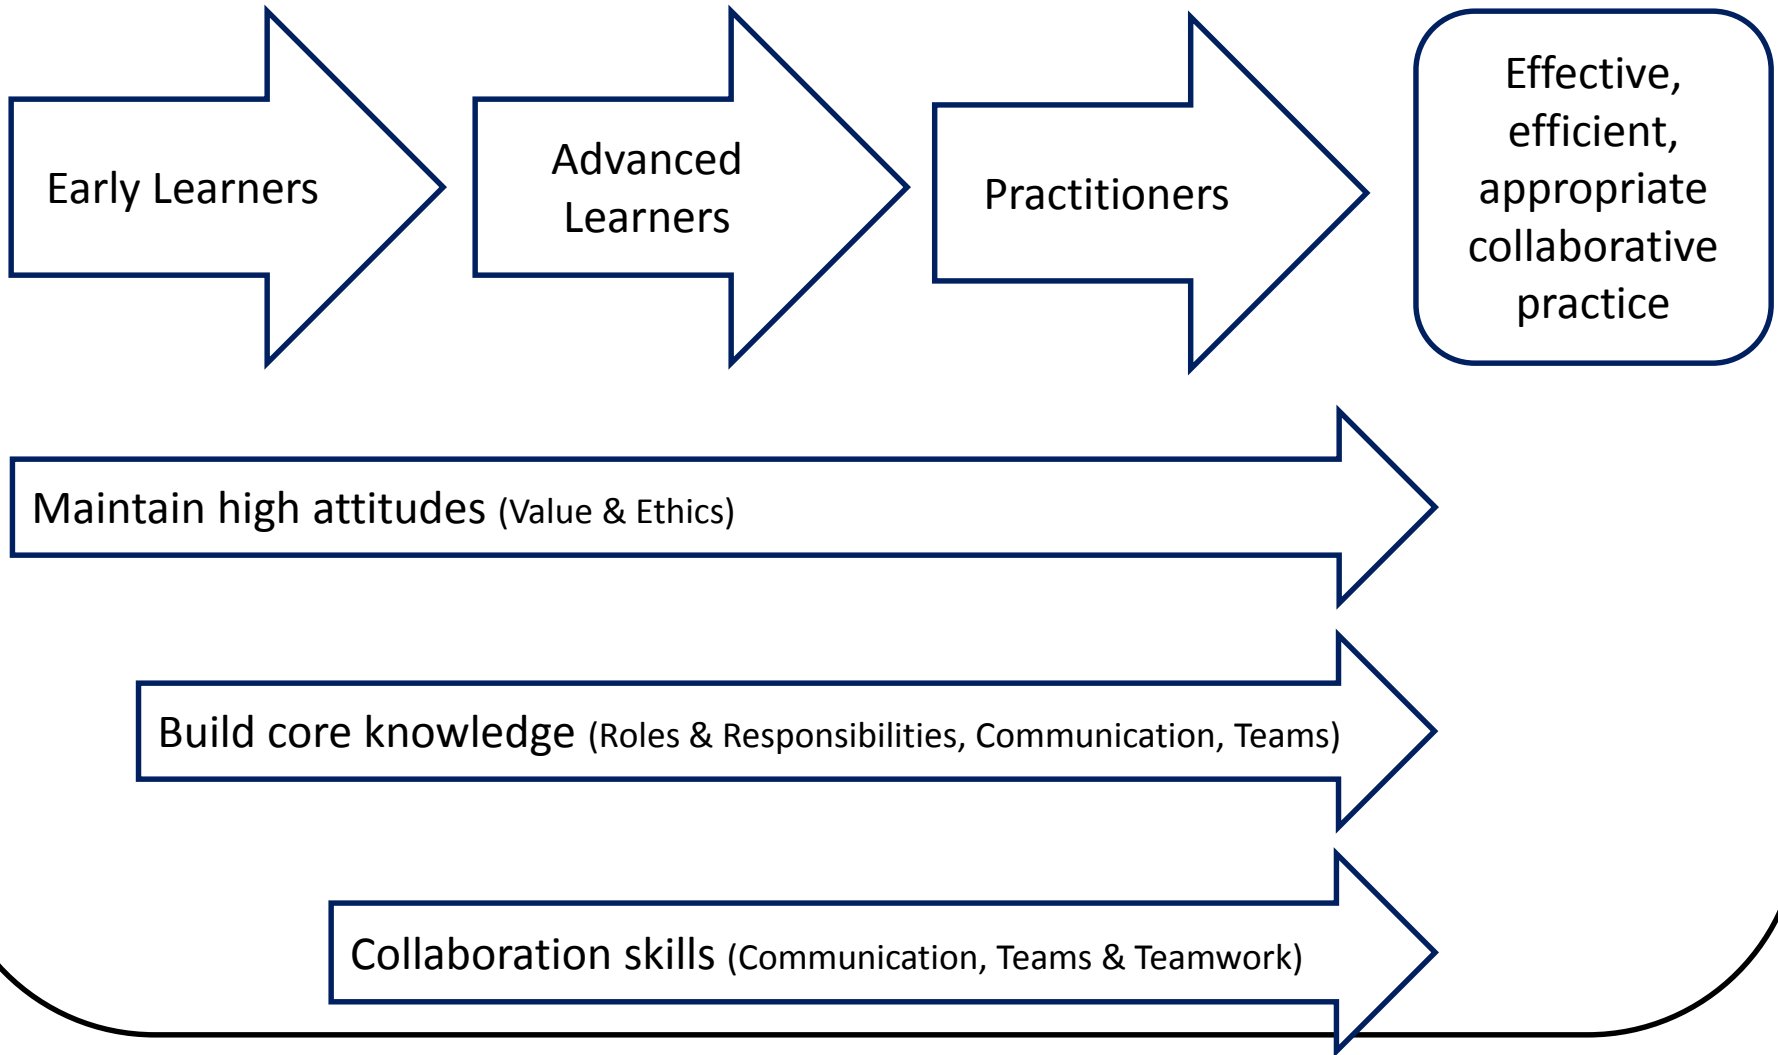 Early Learners
Advanced
Learners
Practitioners
Effective,
efficient,
appropriate
collaborative
practice
Maintain high attitudes (Value & Ethics)
Build core knowledge (Roles & Responsibilities, Communication, Teams)
Collaboration skills (Communication, Teams & Teamwork)